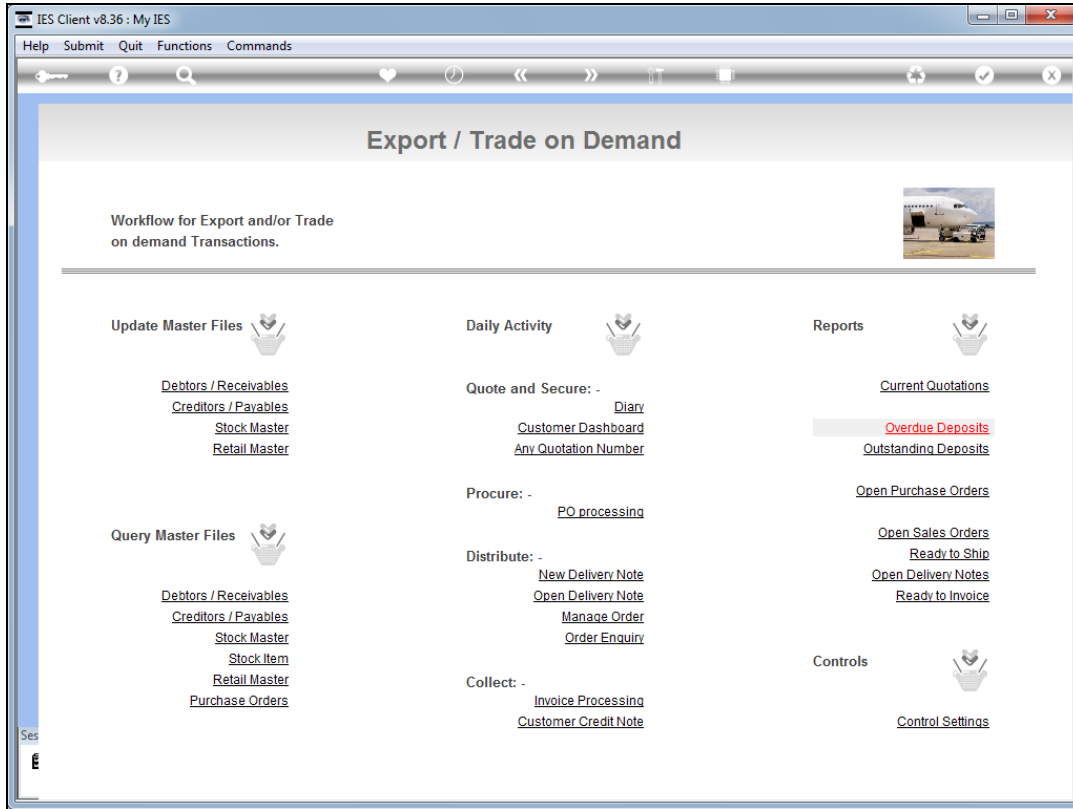 IES Client v8.36 : My IES
Help Submit Quit Functions Commands
Export / Trade on Demand
Workflow for Export and/or Trade
on demand Transactions.
Update Master Files
Debtors / Receivables
Creditors / Payables
Stock Master
Retail Master
Query Master Files
Debtors / Receivables
Creditors / Payables
Stock Master
Stock Item
Retail Master
Purchase Orders
Daily Activity
Quote and Secure: -
Diary
Customer Dashboard
Any Quotation Number
Procure: -
PO processing
Distribute: -
New Delivery Note
Open Delivery Note
Manage Order
Order Enquiry
Collect: -
Invoice Processing
Customer Credit Note
Reports
Current Quotations
Overdue Deposits
Outstanding Deposits
Open Purchase Orders
Open Sales Orders
Ready to Ship
Open Delivery Notes
Ready to Invoice
Controls
Control Settings
Ses